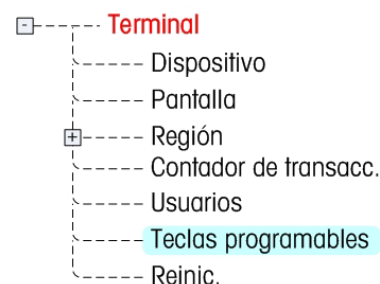 Terminal
Dispositivo
Pantalla
Región
Contador de transacc.
Usuarios
Teclas programables
Reinic.